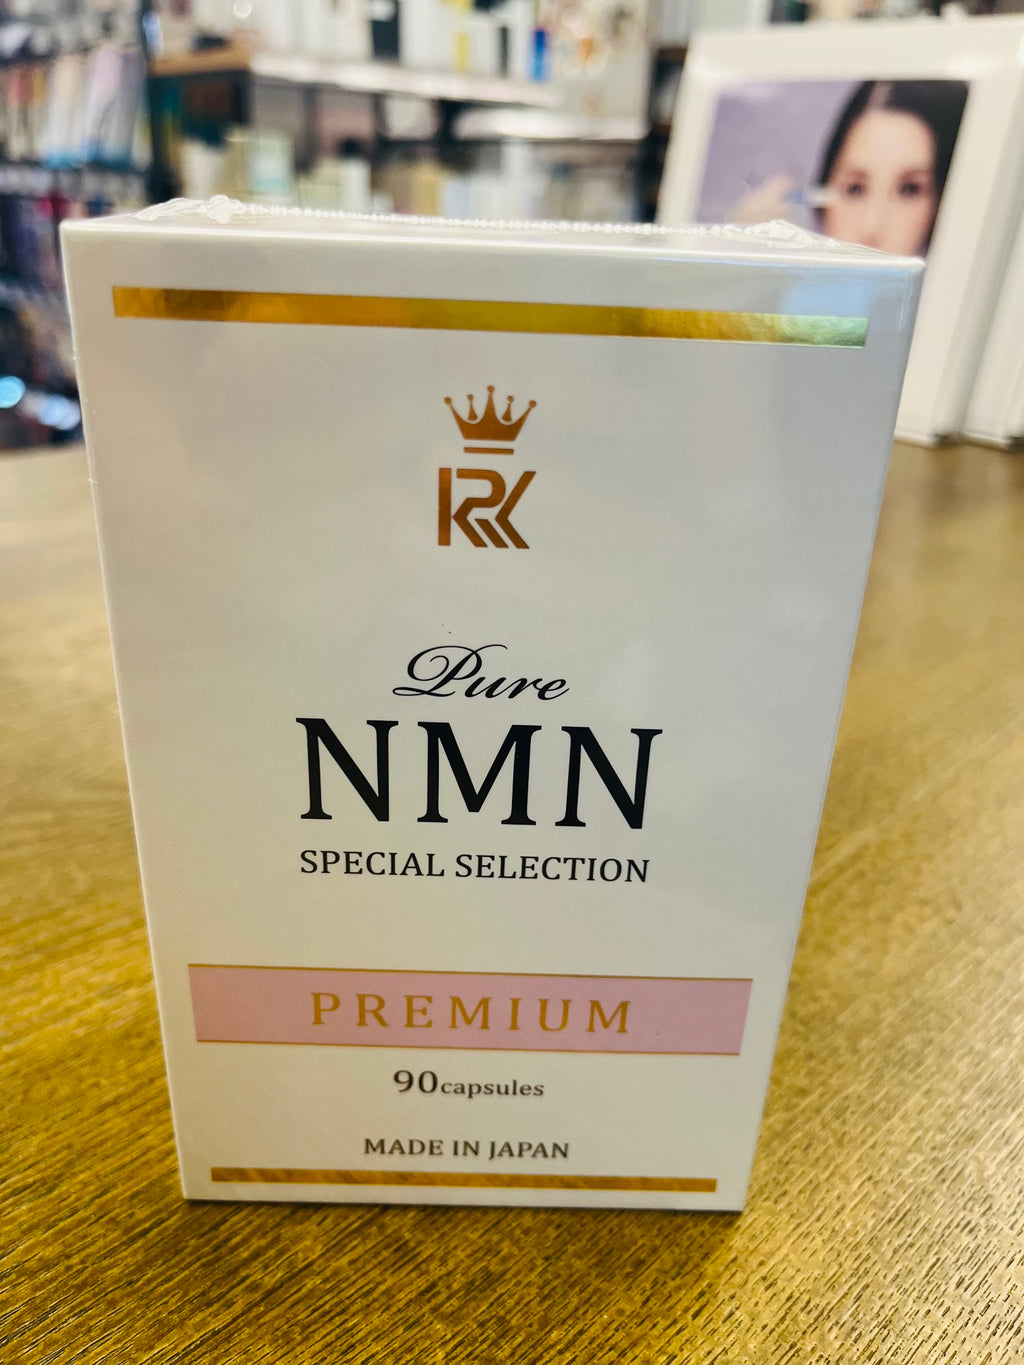 RK
Pure
NMN
SPECIAL SELECTION
PREMIUM
90capsules
MADE IN JAPAN